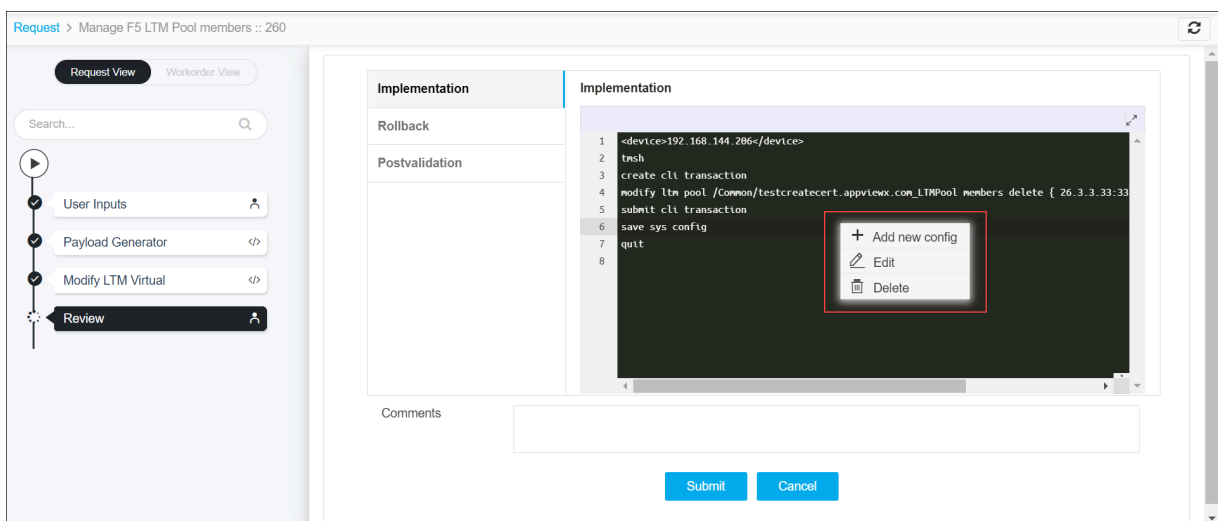 Request > Manage F5 LTM Pool members :: 260
Request View
Workorder View
Search...
User Inputs
Payload Generator
</>
Modify LTM Virtual
</>
Review
Implementation
Rollback
Postvalidation
Implementation
1 <device>192.168.144.206</device>
2 tmsh
3 create cli transaction
4 modify ltm pool /Common/testcreatecert.appviewx.com_LTMPool members delete { 26.3.3.33:33
5 submit cli transaction
6 save sys config
7 quit
8
+ Add new config
Edit
Delete
Comments
Submit
Cancel